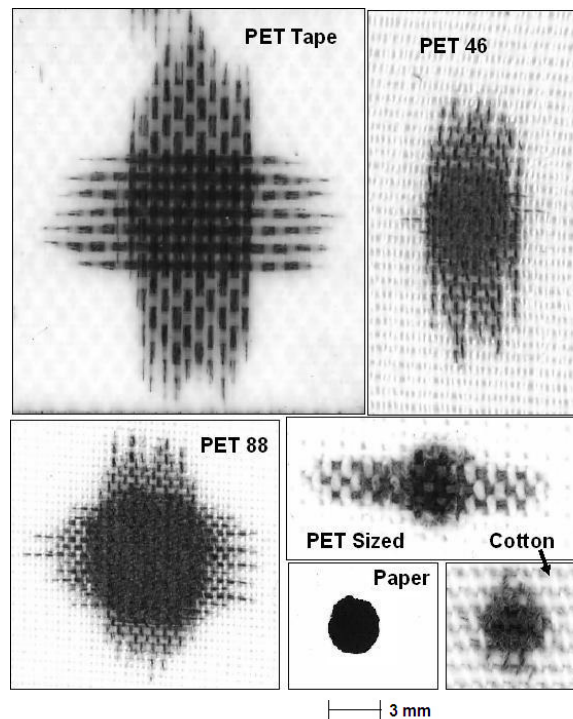 PET Tape
PET 46
PET 88
PET Sized
Cotton
Paper
3 mm